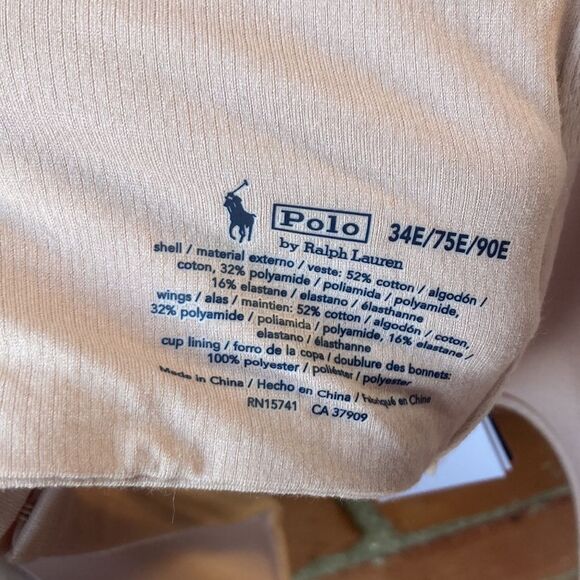 Polo
by Ralph Lauren
34E/75E/90E
shell / material externo / veste: 52% cotton / algodón /
coton, 32% polyamide / poliamida / polyamide,
16% elastane / elastano / élasthanne
wings / alas / maintien: 52% cotton / algodón / coton,
32% polyamide / poliamida / polyamide, 16% elastane /
elastano / élasthanne
cup lining / forro de la copa / doublure des bonnets:
100% polyester / poliéster / polyester
Made in China / Hecho en China / Fabriqué en Chine
RN15741 CA 37909